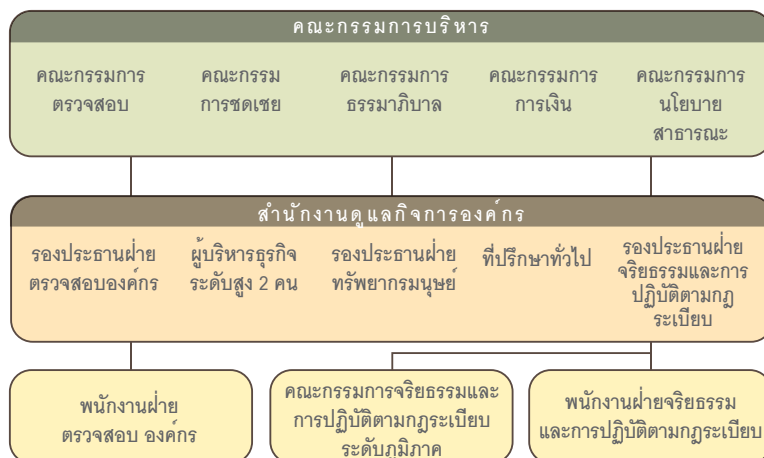 คณะกรรมการบริหาร
คณะกรรมการ
ตรวจสอบ
คณะกรรม
การชดเชย
คณะกรรมการ
ธรรมาภิบาล
คณะกรรมการ
การเงิน
คณะกรรมการ
นโยบาย
สาธารณะ
สำนักงานดูแลกิจการองค์กร
รองประธานฝ่าย
ตรวจสอบองค์กร
ผู้บริหารธุรกิจ
ระดับสูง 2 คน
รองประธานฝ่าย
ทรัพยากรมนุษย์
ที่ปรึกษาทั่วไป
รองประธานฝ่าย
จริยธรรมและการ
ปฏิบัติตามกฎ
ระเบียบ
พนักงานฝ่าย
ตรวจสอบ องค์กร
คณะกรรมการจริยธรรมและ
การปฏิบัติตามกฎระเบียบ
ระดับภูมิภาค
พนักงานฝ่ายจริยธรรม
และการปฏิบัติตามกฎระเบียบ